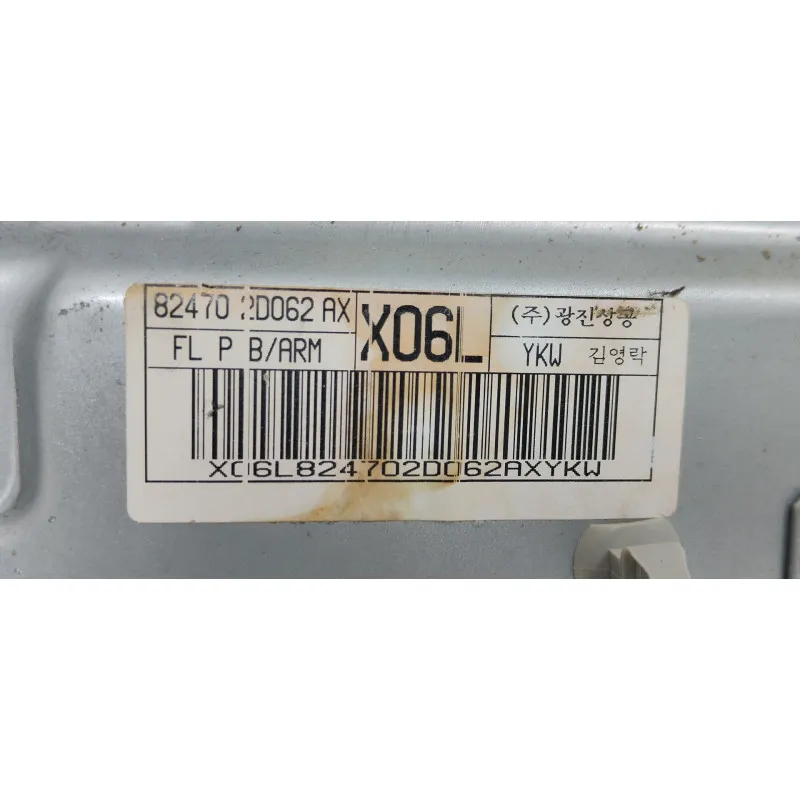 82470 2D062 AX
X06L
(주)광진상공
FL P B/ARM
YKW 김영락
X06L824702D062AXYKW